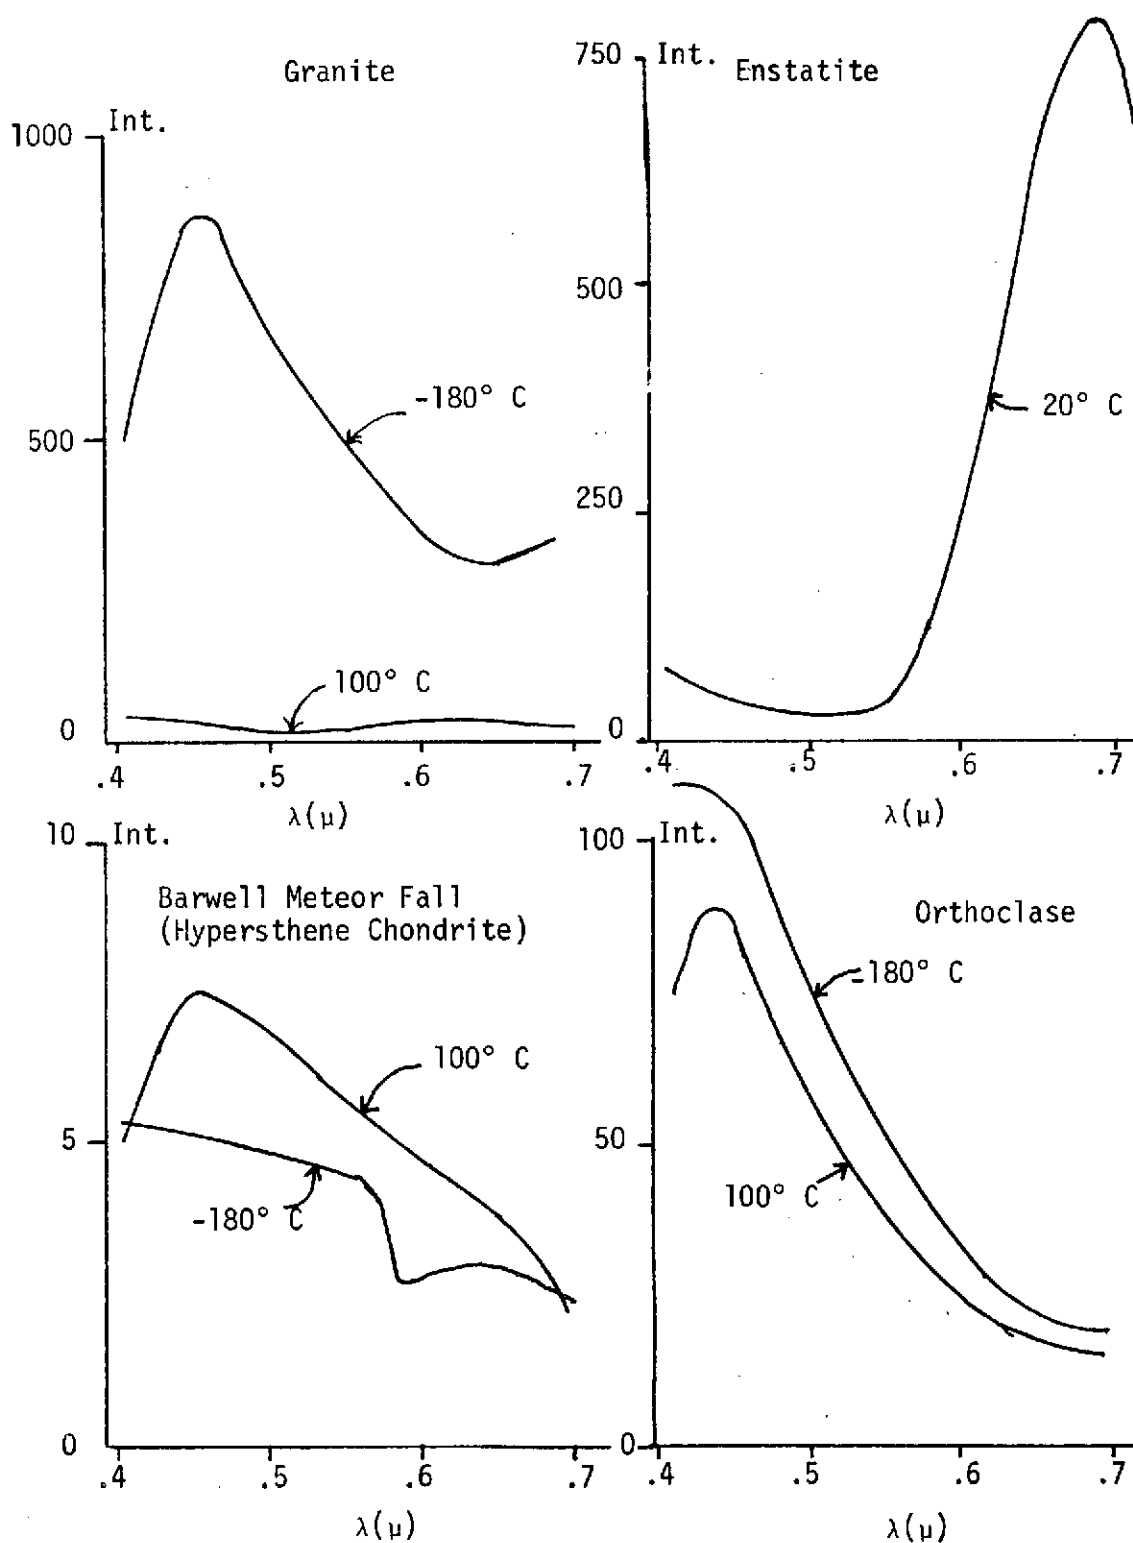 Granite
Int.
1000
500
0
-180° C
100° C
.4 .5 .6 .7
λ(μ)
750 Int.
Enstatite
500
250
0
20° C
.4 .5 .6 .7
λ(μ)
10 Int.
Barwell Meteor Fall
(Hypersthene Chondrite)
5
0
100° C
-180° C
.4 .5 .6 .7
λ(μ)
100 Int.
Orthoclase
50
0
-180° C
100° C
.4 .5 .6 .7
λ(μ)